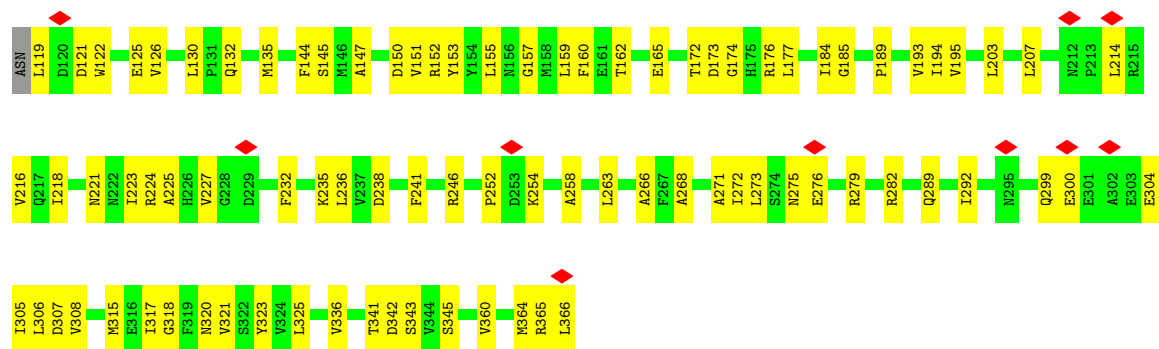 ASN L119 D120 D121 W122 E125 V126 L130 P131 Q132 M135 F144 S145 M146 A147 D150 V151 R152 Y153 Y154 L155 N156 G157 M158 L159 F160 E161 T162 E165 T172 D173 G174 H175 R176 L177 I184 G185 P189 V193 I194 V195 L203 L207 N212 P213 L214 R215
V216 Q217 I218 N221 N222 I223 R224 A225 H226 V227 G228 D229 F232 K235 L236 V237 D238 F241 R246 P252 D253 K254 A258 L263 A266 F267 A268 A271 I272 L273 S274 N275 E276 R279 R282 Q289 I292 N295 Q299 E300 E301 A302 E303 E304
I305 L306 D307 V308 M315 E316 I317 G318 F319 N320 V321 S322 Y323 V324 L325 V336 T341 D342 S343 V344 S345 V360 M364 R365 L366